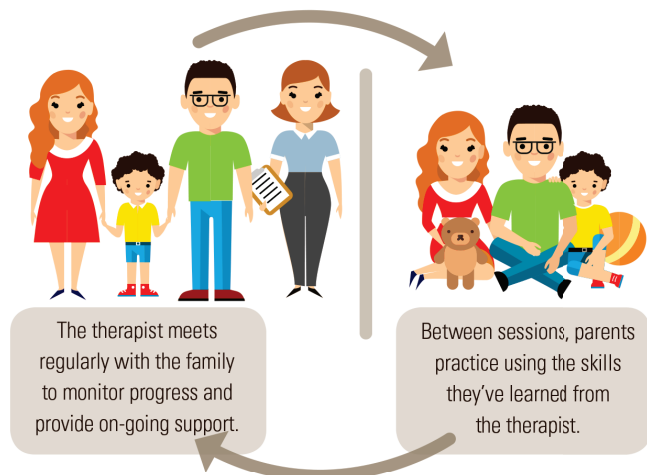 The therapist meets
regularly with the family
to monitor progress and
provide on-going support.
Between sessions, parents
practice using the skills
they've learned from
the therapist.